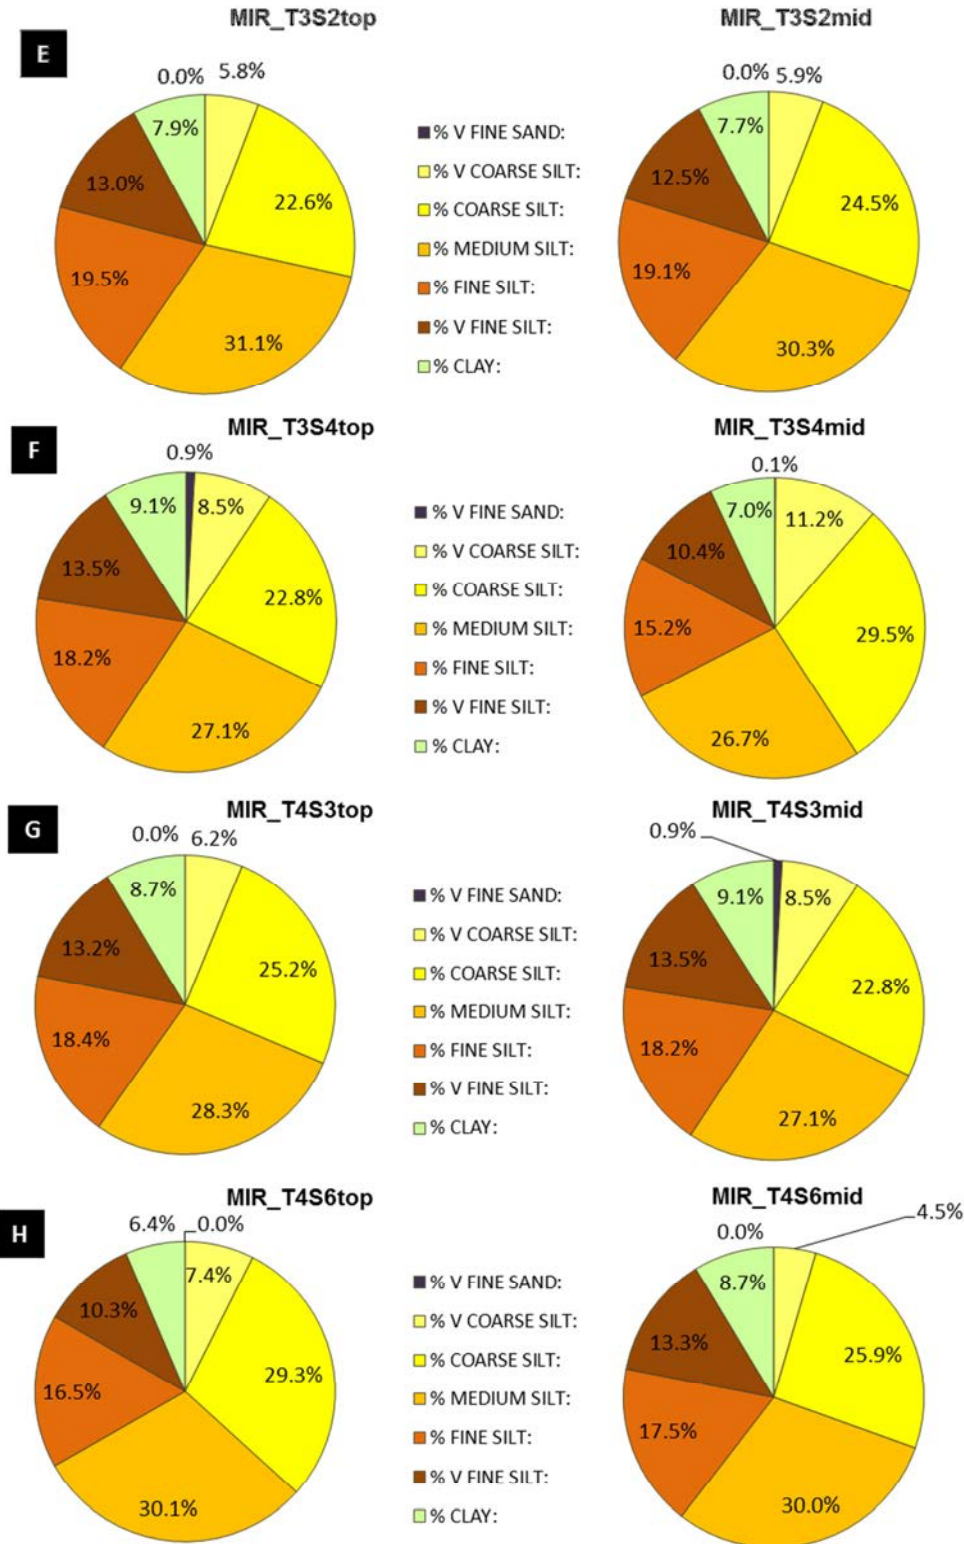 MIR_T3S2top
MIR_T3S2mid
E
0.0% 5.8%
7.9%
13.0%
22.6%
19.5%
31.1%
% V FINE SAND:
% V COARSE SILT:
% COARSE SILT:
% MEDIUM SILT:
% FINE SILT:
% V FINE SILT:
% CLAY:
0.0% 5.9%
7.7%
12.5%
24.5%
19.1%
30.3%
F
MIR_T3S4top
MIR_T3S4mid
0.9%
9.1%
8.5%
13.5%
22.8%
18.2%
27.1%
% V FINE SAND:
% V COARSE SILT:
% COARSE SILT:
% MEDIUM SILT:
% FINE SILT:
% V FINE SILT:
% CLAY:
0.1%
7.0%
11.2%
10.4%
29.5%
15.2%
26.7%
G
MIR_T4S3top
MIR_T4S3mid
0.0% 6.2%
8.7%
13.2%
25.2%
18.4%
28.3%
% V FINE SAND:
% V COARSE SILT:
% COARSE SILT:
% MEDIUM SILT:
% FINE SILT:
% V FINE SILT:
% CLAY:
0.9%
9.1%
8.5%
13.5%
22.8%
18.2%
27.1%
H
MIR_T4S6top
MIR_T4S6mid
6.4% 0.0%
7.4%
10.3%
29.3%
16.5%
30.1%
% V FINE SAND:
% V COARSE SILT:
% COARSE SILT:
% MEDIUM SILT:
% FINE SILT:
% V FINE SILT:
% CLAY:
0.0%
4.5%
8.7%
13.3%
25.9%
17.5%
30.0%